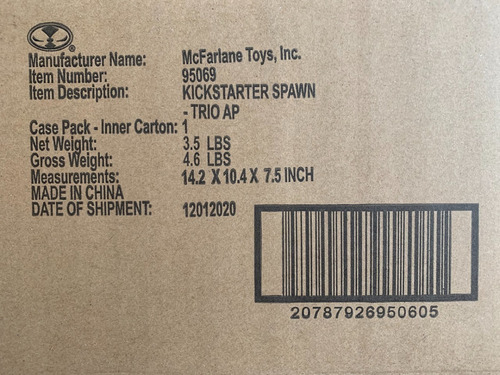 Manufacturer Name: McFarlane Toys, Inc.
Item Number: 95069
Item Description: KICKSTARTER SPAWN
- TRIO AP
Case Pack - Inner Carton: 1
Net Weight: 3.5 LBS
Gross Weight: 4.6 LBS
Measurements: 14.2 X 10.4 X 7.5 INCH
MADE IN CHINA
DATE OF SHIPMENT: 12012020
20787926950605